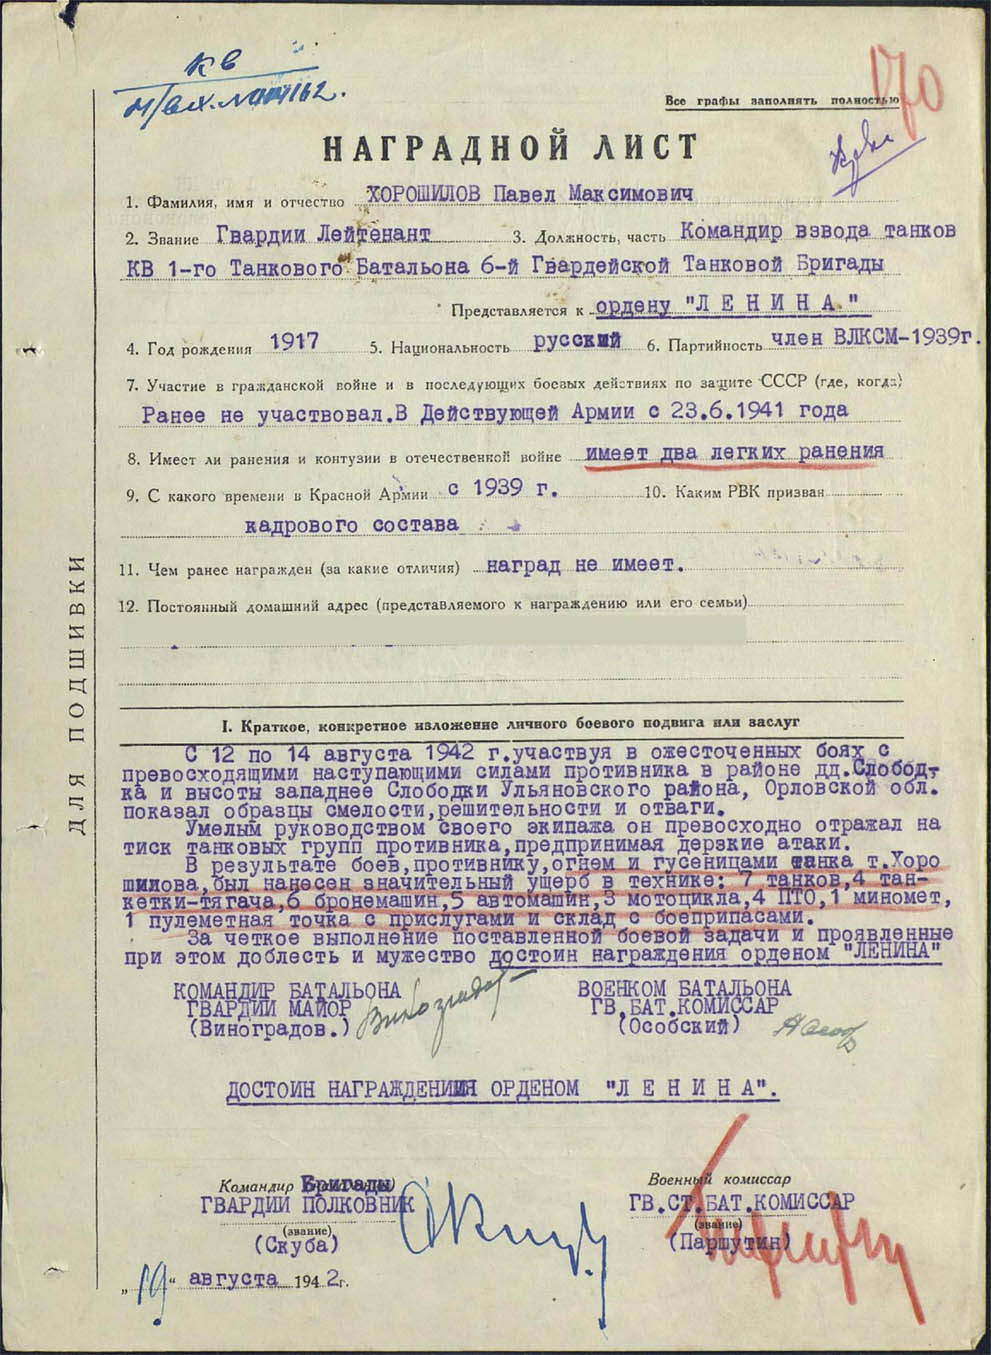 КВ
170
Все графы заполнять полностью
НАГРАДНОЙ ЛИСТ
1. Фамилия, имя и отчество ХОРОШИЛОВ Павел Максимович
2. Звание Гвардии Лейтенант 3. Должность, часть Командир взвода танков
КВ 1-го Танкового Батальона 6-й Гвардейской Танковой Бригады
Представляется к ордену "ЛЕНИНА."
4. Год рождения 1917 5. Национальность русский 6. Партийность член ВЛКСМ-1939г.
7. Участие в гражданской войне и в последующих боевых действиях по защите СССР (где, когда)
Ранее не участвовал.В Действующей Армии с 23.6.1941 года
8. Имеет ли ранения и контузии в отечественной войне имеет два легких ранения
9. С какого времени в Красной Армии с 1939 г. 10. Каким РВК призван
кадрового состава
11. Чем ранее награжден (за какие отличия) наград не имеет.
12. Постоянный домашний адрес (представляемого к награждению или его семьи)
ДЛЯ ПОДШИВКИ
I. Краткое, конкретное изложение личного боевого подвига или заслуг
С 12 по 14 августа 1942 г.участвуя в ожесточенных боях с
превосходящими наступающими силами противника в районе дд.Слобод-
ка и высоты западнее Слободки Ульяновского района, Орловской обл.
показал образцы смелости,решительности и отваги.
Умелым руководством своего экипажа он превосходно отражал на
тиск танковых групп противника,предпринимая дерзкие атаки.
В результате боев,противнику,огнем и гусеницами танка т.Хоро
шилова,был нанесен значительный ущерб в технике: 7 танков,4 тан-
кетки-тягача,6 бронемашин,5 автомашин,3 мотоцикла,4 ПТО,1 миномет,
1 пулеметная точка с прислугами и склад с боеприпасами.
За четкое выполнение поставленной боевой задачи и проявленные
при этом доблесть и мужество достоин награждения орденом "ЛЕНИНА"
КОМАНДИР БАТАЛЬОНА ВОЕНКОМ БАТАЛЬОНА
ГВАРДИИ МАЙОР ГВ.БАТ.КОМИССАР
(Виноградов.) Виноградов (Особский)
ДОСТОИН НАГРАЖДЕНИЯ ОРДЕНОМ "ЛЕНИНА".
Командир Бригады Военный комиссар
ГВАРДИИ ПОЛКОВНИК ГВ.СТ.БАТ.КОМИССАР
(звание) (звание)
(Скуба) (Паршутин)
„19“ августа 1942г.